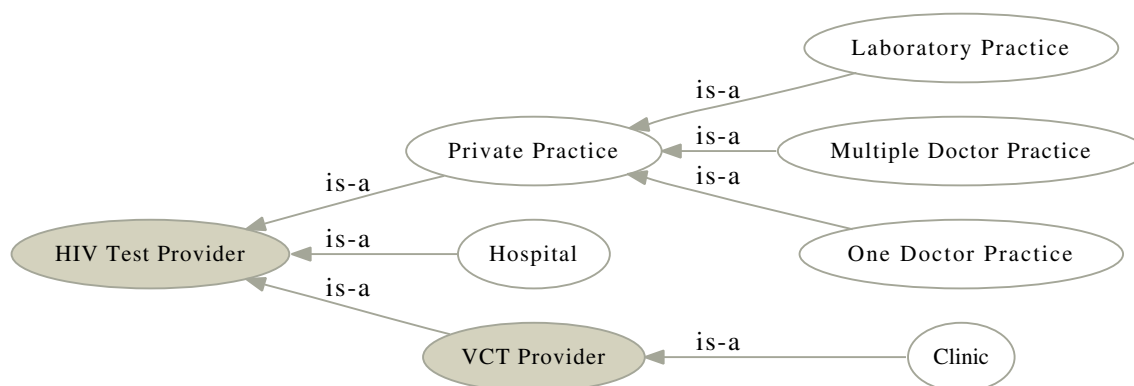 Laboratory Practice
is-a
Private Practice
is-a
Multiple Doctor Practice
is-a
is-a
HIV Test Provider
is-a
Hospital
One Doctor Practice
is-a
VCT Provider
is-a
Clinic